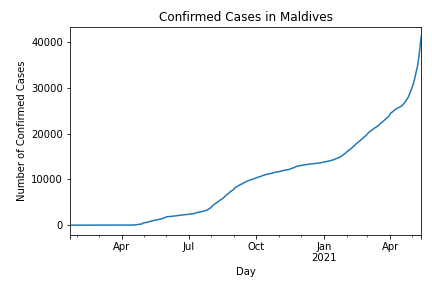 Confirmed Cases in Maldives
Number of Confirmed Cases
40000
30000
20000
10000
0
Apr
Jul
Oct
Jan
2021
Apr
Day